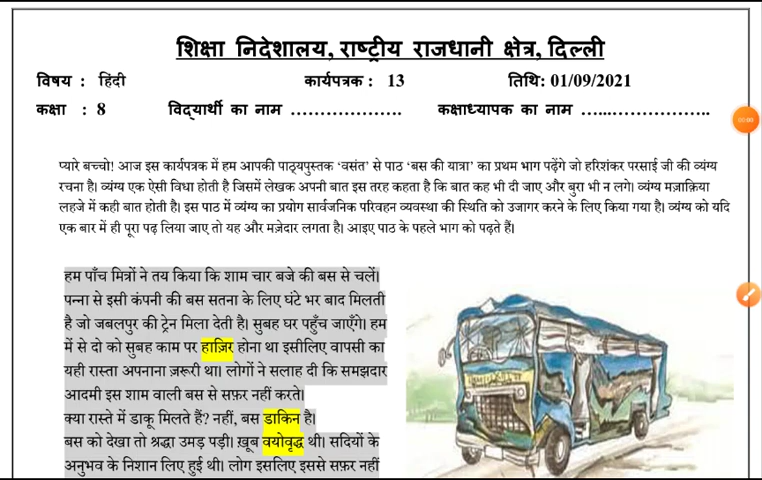 शिक्षा निदेशालय, राष्ट्रीय राजधानी क्षेत्र, दिल्ली
विषय : हिंदी कार्यपत्रक : 13 तिथि: 01/09/2021
कक्षा : 8 विद्यार्थी का नाम ………………. कक्षाध्यापक का नाम …...……………..
प्यारे बच्चो! आज इस कार्यपत्रक में हम आपकी पाठ्यपुस्तक ‘वसंत’ से पाठ ‘बस की यात्रा’ का प्रथम भाग पढ़ेंगे जो हरिशंकर परसाई जी की व्यंग्य
रचना है। व्यंग्य एक ऐसी विधा होती है जिसमें लेखक अपनी बात इस तरह कहता है कि बात कह भी दी जाए और बुरा भी न लगे। व्यंग्य मज़ाक़िया
लहजे में कही बात होती है। इस पाठ में व्यंग्य का प्रयोग सार्वजनिक परिवहन व्यवस्था की स्थिति को उजागर करने के लिए किया गया है। व्यंग्य को यदि
एक बार में ही पूरा पढ़ लिया जाए तो यह और मज़ेदार लगता है। आइए पाठ के पहले भाग को पढ़ते हैं।
हम पाँच मित्रों ने तय किया कि शाम चार बजे की बस से चलें।
पन्ना से इसी कंपनी की बस सतना के लिए घंटे भर बाद मिलती
है जो जबलपुर की ट्रेन मिला देती है। सुबह घर पहुँच जाएँगे। हम
में से दो को सुबह काम पर हाज़िर होना था इसीलिए वापसी का
यही रास्ता अपनाना ज़रूरी था। लोगों ने सलाह दी कि समझदार
आदमी इस शाम वाली बस से सफ़र नहीं करते।
क्या रास्ते में डाकू मिलते हैं? नहीं, बस डाकिन है।
बस को देखा तो श्रद्धा उमड़ पड़ी। ख़ूब वयोवृद्ध थी। सदियों के
अनुभव के निशान लिए हुई थी। लोग इसलिए इससे सफ़र नहीं